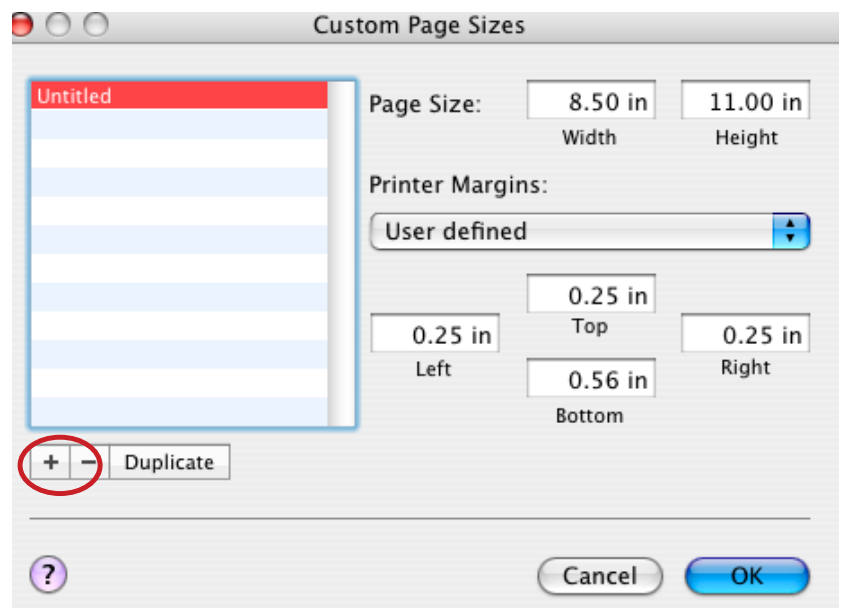 Custom Page Sizes
Untitled
Page Size:
8.50 in
11.00 in
Width
Height
Printer Margins:
User defined
0.25 in
Top
0.25 in
Left
0.25 in
Right
0.56 in
Bottom
+
−
Duplicate
?
Cancel
OK